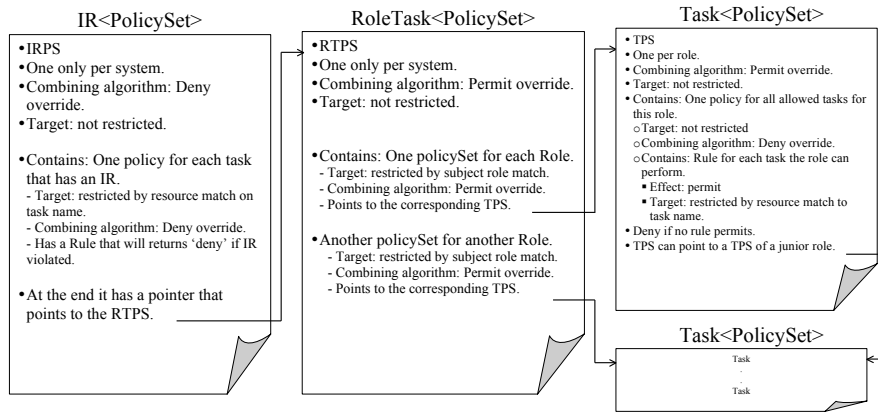 IR<PolicySet>
•IRPS
•One only per system.
•Combining algorithm: Deny
override.
•Target: not restricted.
•Contains: One policy for each task
that has an IR.
- Target: restricted by resource match on
task name.
- Combining algorithm: Deny override.
- Has a Rule that will returns ‘deny’ if IR
violated.
•At the end it has a pointer that
points to the RTPS.
RoleTask<PolicySet>
•RTPS
•One only per system.
•Combining algorithm: Permit override.
•Target: not restricted.
•Contains: One policySet for each Role.
- Target: restricted by subject role match.
- Combining algorithm: Permit override.
- Points to the corresponding TPS.
•Another policySet for another Role.
- Target: restricted by subject role match.
- Combining algorithm: Permit override.
- Points to the corresponding TPS.
Task<PolicySet>
• TPS
• One per role.
• Combining algorithm: Permit override.
• Target: not restricted.
• Contains: One policy for all allowed tasks for
this role.
oTarget: not restricted
oCombining algorithm: Deny override.
oContains: Rule for each task the role can
perform.
▪ Effect: permit
▪ Target: restricted by resource match to
task name.
• Deny if no rule permits.
• TPS can point to a TPS of a junior role.
Task<PolicySet>
Task
.
.
Task